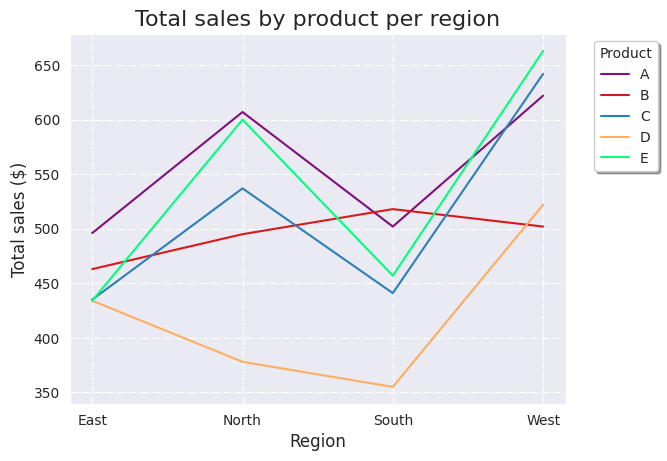 Total sales by product per region
Product
A
B
C
D
E
Total sales ($)
650
600
550
500
450
400
350
East North South West
Region